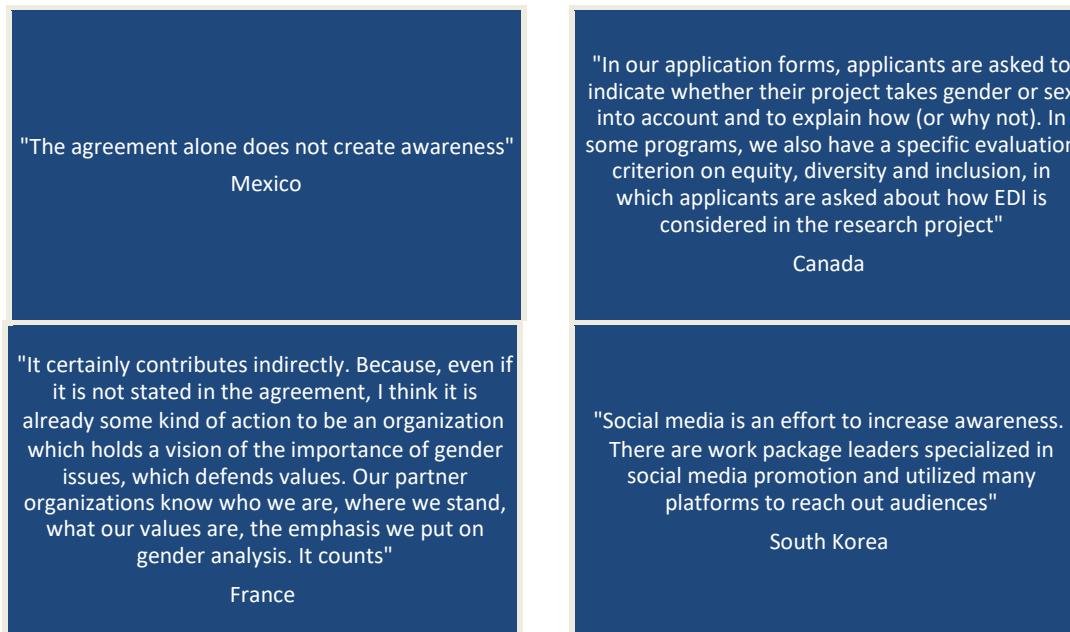 "The agreement alone does not create awareness"
Mexico
"In our application forms, applicants are asked to
indicate whether their project takes gender or sex
into account and to explain how (or why not). In
some programs, we also have a specific evaluation
criterion on equity, diversity and inclusion, in
which applicants are asked about how EDI is
considered in the research project"
Canada
"It certainly contributes indirectly. Because, even if
it is not stated in the agreement, I think it is
already some kind of action to be an organization
which holds a vision of the importance of gender
issues, which defends values. Our partner
organizations know who we are, where we stand,
what our values are, the emphasis we put on
gender analysis. It counts"
France
"Social media is an effort to increase awareness.
There are work package leaders specialized in
social media promotion and utilized many
platforms to reach out audiences"
South Korea